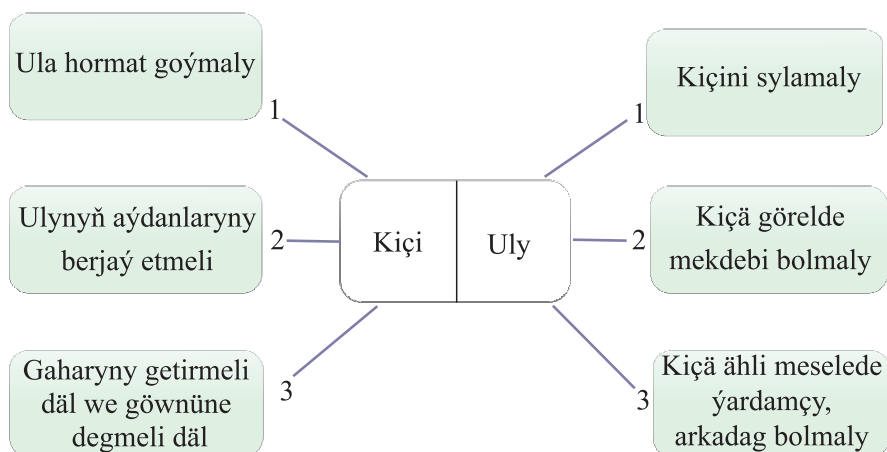 Ula hormat goýmaly
1
Ulynyň aýdanlaryny
berjaý etmeli
2
Gaharyny getirmeli
däl we göwnüne
degmeli däl
3
Kiçi
Uly
1
Kiçini sylamaly
2
Kiçä görelde
mekdebi bolmaly
3
Kiçä ähli meselede
ýardamçy,
arkadag bolmaly